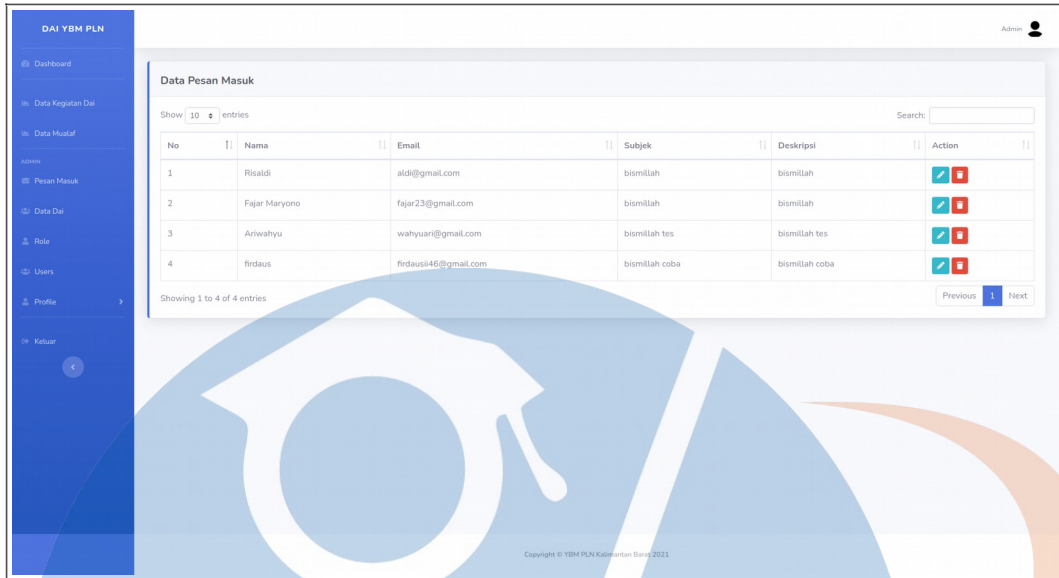 DAI YBM PLN
Admin
Dashboard
Data Kegiatan Dai
Data Mualaf
ADMIN
Pesan Masuk
Data Dai
Role
Users
Profile
Keluar
Data Pesan Masuk
Show 10 entries
Search:
No Nama Email Subjek Deskripsi Action
1 Risaldi aldi@gmail.com bismillah bismillah
2 Fajar Maryono fajar23@gmail.com bismillah bismillah
3 Ariwahyu wahyuari@gmail.com bismillah tes bismillah tes
4 firdaus firdausii46@gmail.com bismillah coba bismillah coba
Showing 1 to 4 of 4 entries
Previous 1 Next
Copyright © YBM PLN Kalimantan Barat 2021